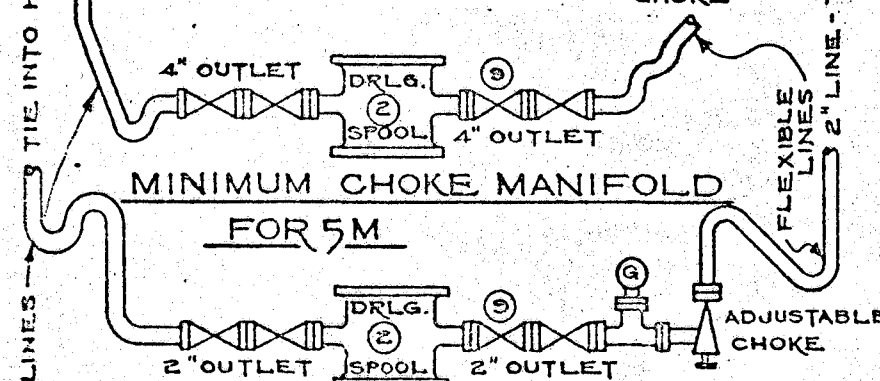 CHOKE
TIE INTO
4" OUTLET
DRLG.
2
SPOOL
9
4" OUTLET
2" LINE-
FLEXIBLE
LINES
MINIMUM CHOKE MANIFOLD
FOR 5M
LINES
DRLG.
2
SPOOL
2" OUTLET
9
2" OUTLET
G
ADJUSTABLE
CHOKE